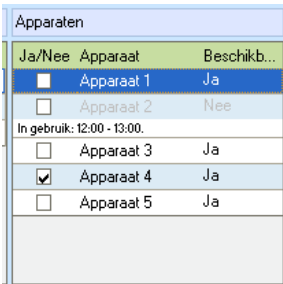 Apparaten
Ja/Nee Apparaat Beschikb...
Apparaat 1 Ja
Apparaat 2 Nee
In gebruik: 12:00 - 13:00.
Apparaat 3 Ja
Apparaat 4 Ja
Apparaat 5 Ja